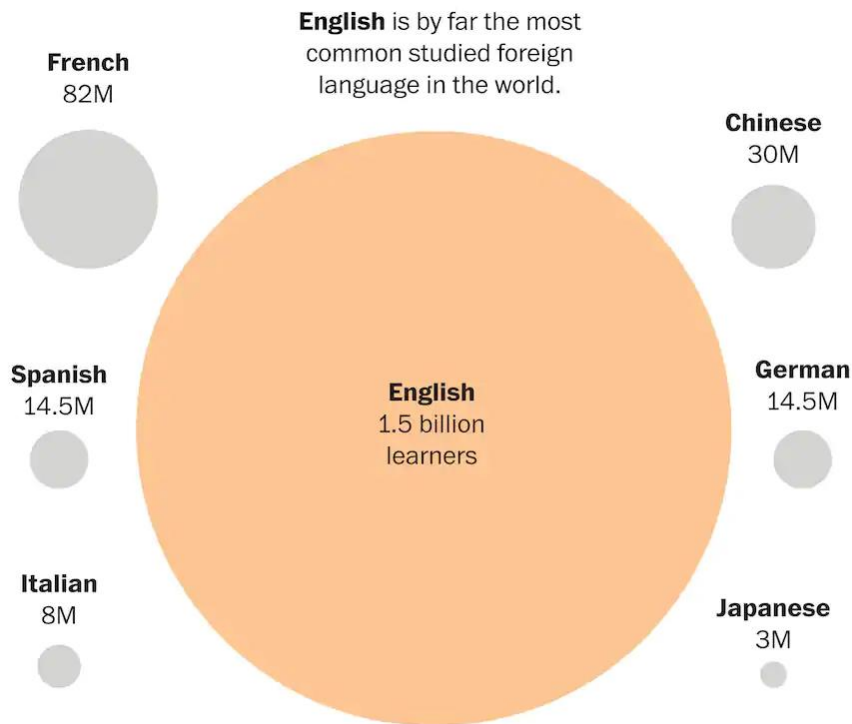 English is by far the most
common studied foreign
language in the world.
French
82M
Chinese
30M
Spanish
14.5M
English
1.5 billion
learners
German
14.5M
Italian
8M
Japanese
3M